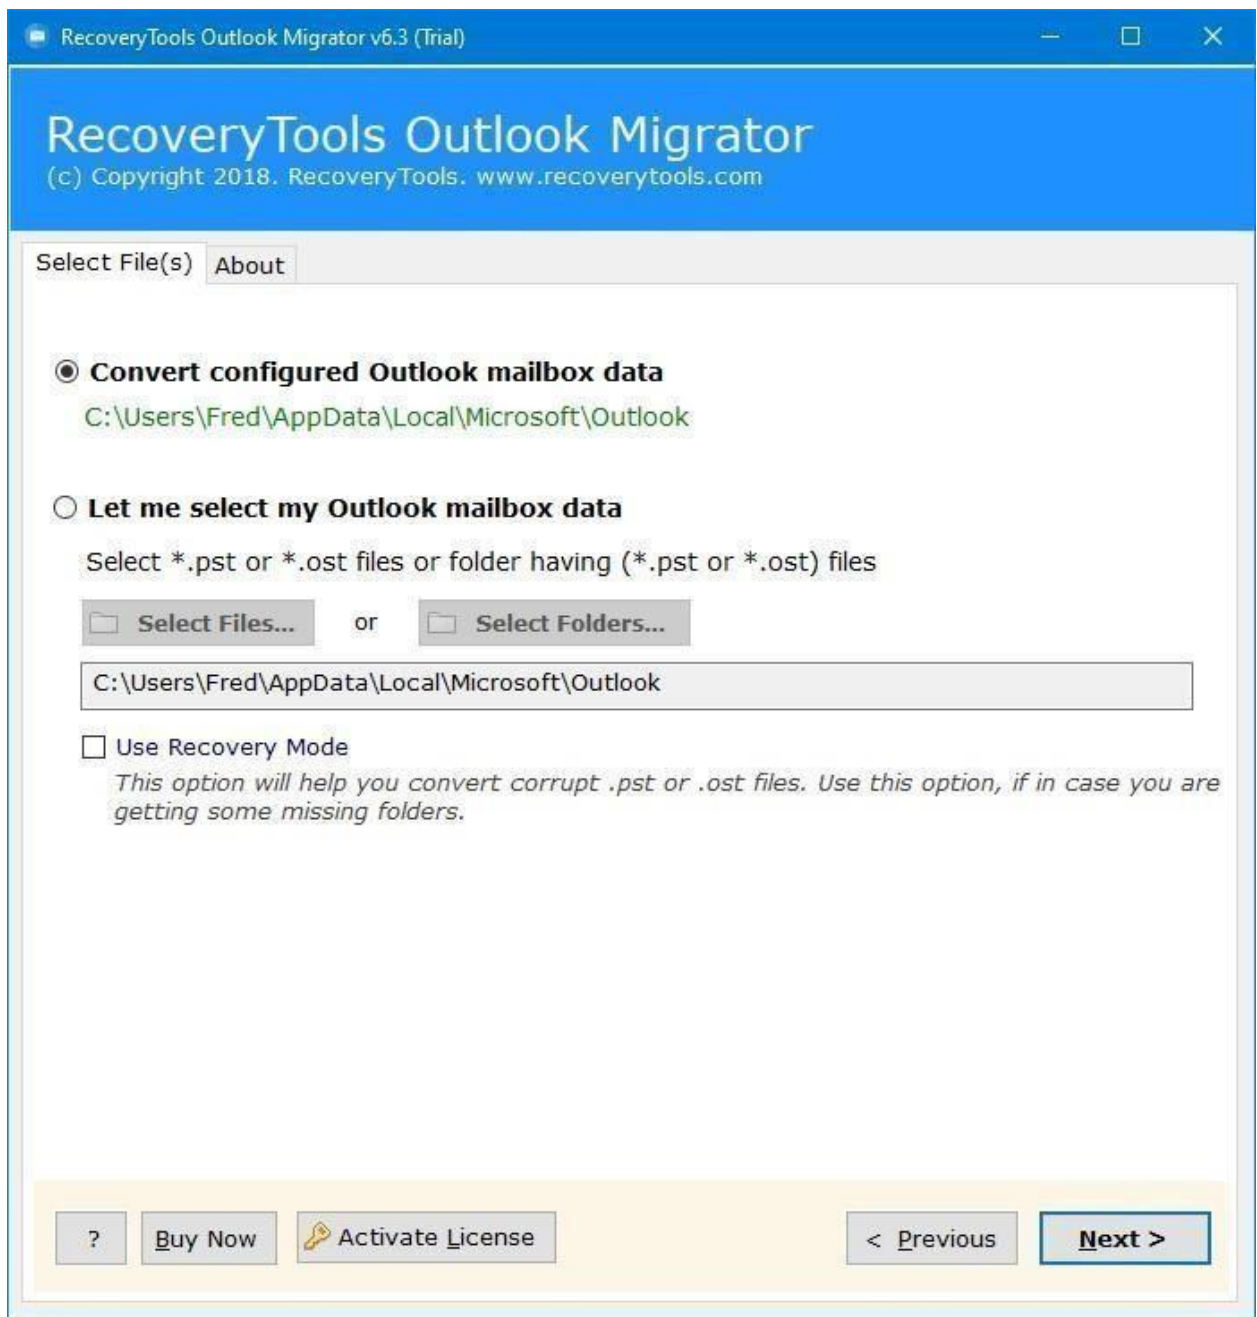 RecoveryTools Outlook Migrator v6.3 (Trial)
RecoveryTools Outlook Migrator
(c) Copyright 2018. RecoveryTools. www.recoverytools.com
Select File(s) About
Convert configured Outlook mailbox data
C:\Users\Fred\AppData\Local\Microsoft\Outlook
Let me select my Outlook mailbox data
Select *.pst or *.ost files or folder having (*.pst or *.ost) files
Select Files... or Select Folders...
C:\Users\Fred\AppData\Local\Microsoft\Outlook
Use Recovery Mode
This option will help you convert corrupt .pst or .ost files. Use this option, if in case you are
getting some missing folders.
? Buy Now Activate License < Previous Next >